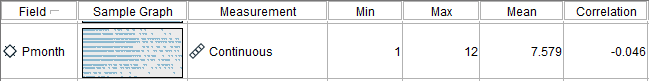 Field Sample Graph Measurement Min Max Mean Correlation
Pmonth Continuous 1 12 7.579 -0.046